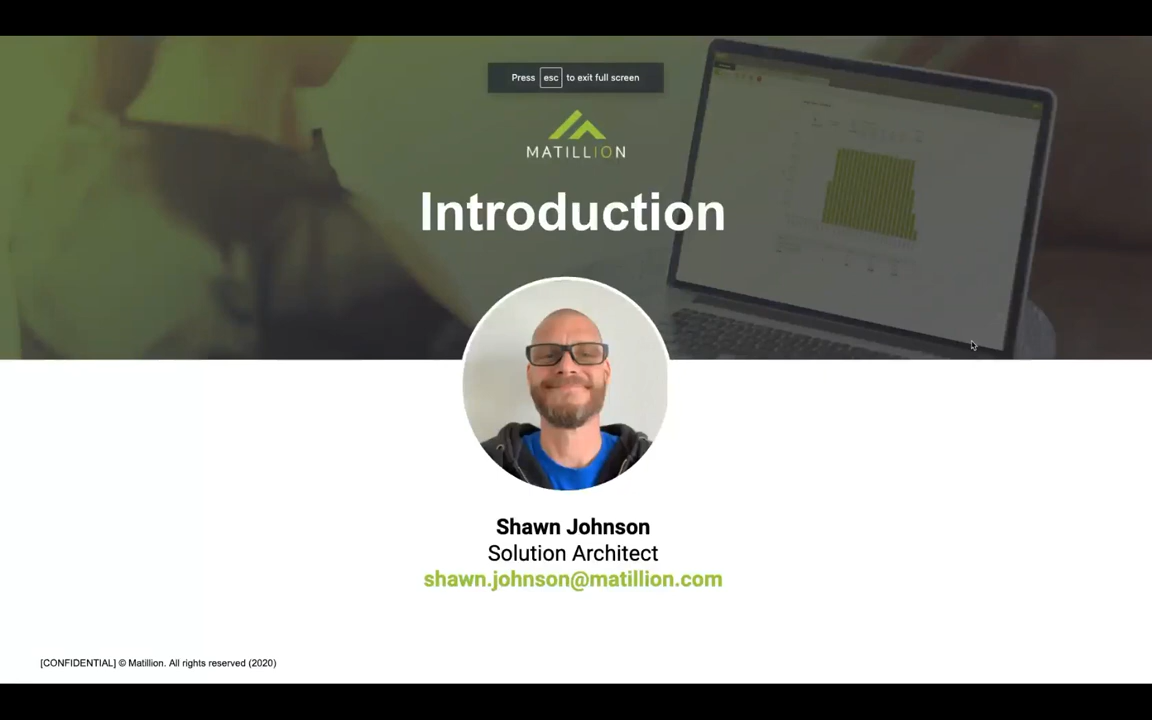 Press esc to exit full screen
MATILLION
Introduction
Shawn Johnson
Solution Architect
shawn.johnson@matillion.com
[CONFIDENTIAL] © Matillion. All rights reserved (2020)